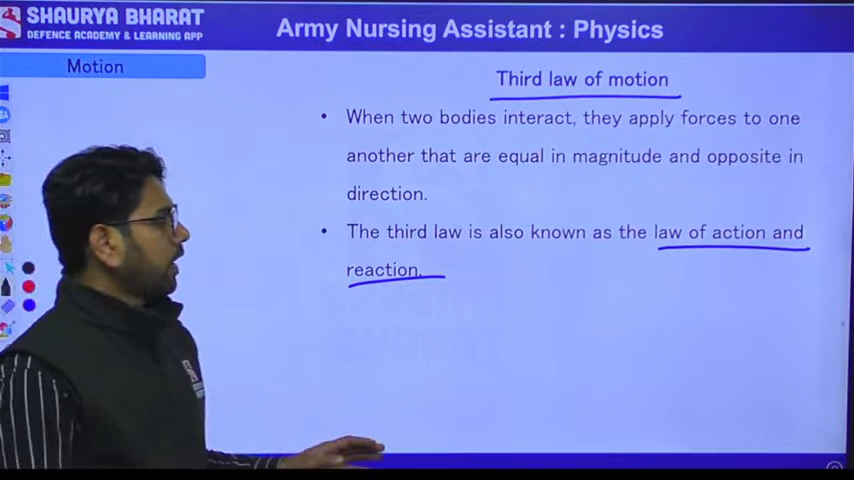 SHAURYA BHARAT
DEFENCE ACADEMY & LEARNING APP
Army Nursing Assistant : Physics
Motion
Third law of motion
• When two bodies interact, they apply forces to one
another that are equal in magnitude and opposite in
direction.
• The third law is also known as the law of action and
reaction.